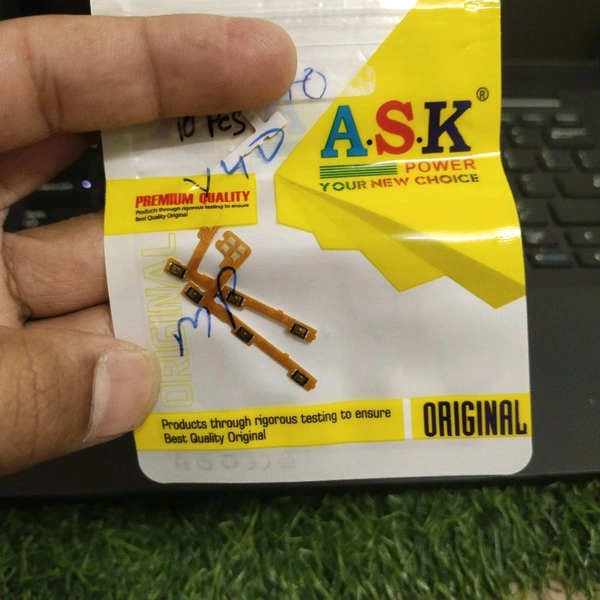 10 PCS
Y40
A.S.K®
POWER
YOUR NEW CHOICE
PREMIUM QUALITY
Products through rigorous testing to ensure
Best Quality Original
ORIGINAL
Products through rigorous testing to ensure
Best Quality Original
ORIGINAL